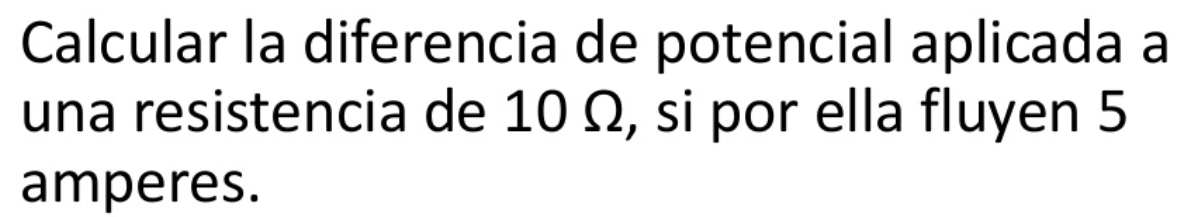 Calcular la diferencia de potencial aplicada a
una resistencia de 10 Ω, si por ella fluyen 5
amperes.